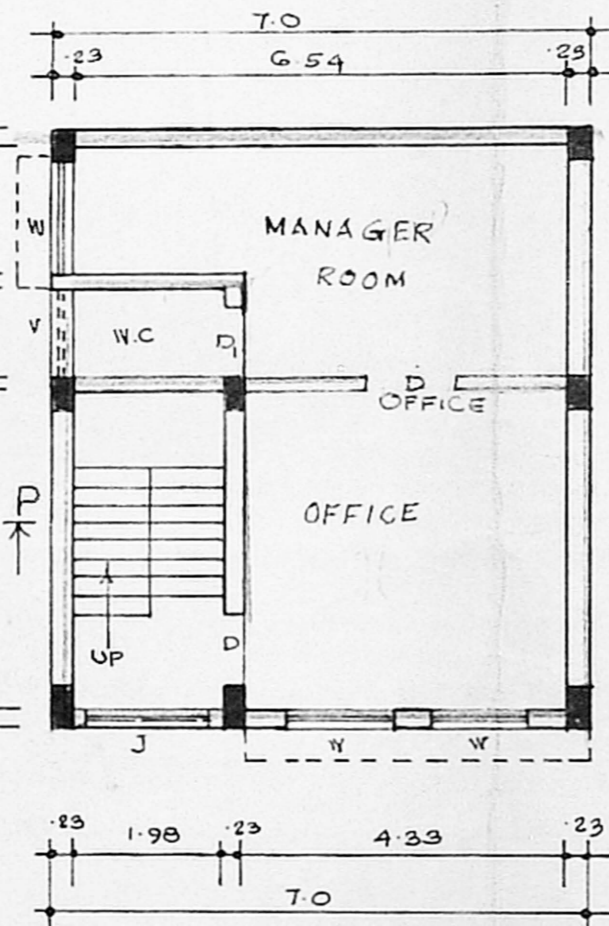 7.0
.23 6.54 .23
MANAGER
ROOM
W
V
W.C
D1
D
OFFICE
P
OFFICE
UP
D
J
W
W
.23 1.98 .23 4.33 .23
7.0